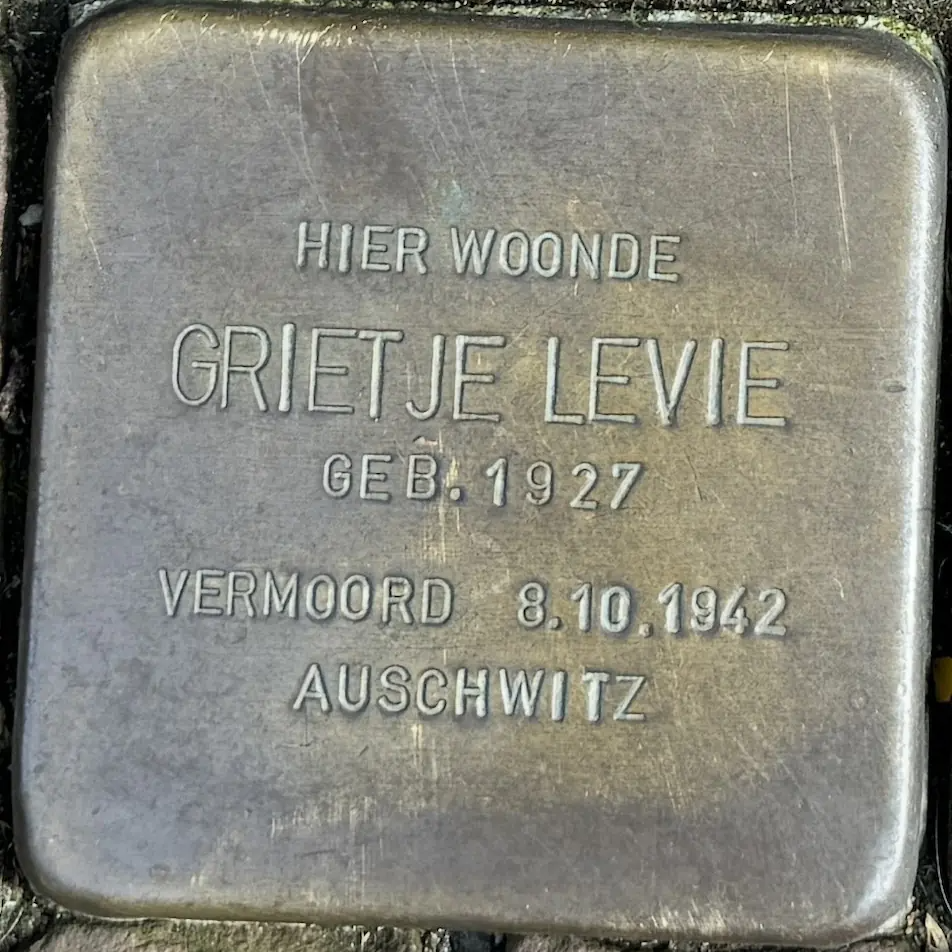 HIER WOONDE
GRIETJE LEVIE
GEB. 1927
VERMOORD 8.10.1942
AUSCHWITZ